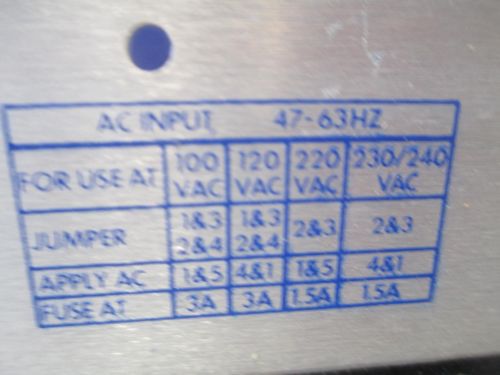 AC INPUT 47-63HZ
FOR USE AT 100 VAC 120 VAC 220 VAC 230/240 VAC
JUMPER 1&3 2&4 1&3 2&4 2&3 2&3
APPLY AC 1&5 4&1 1&5 4&1
FUSE AT 3A 3A 1.5A 1.5A